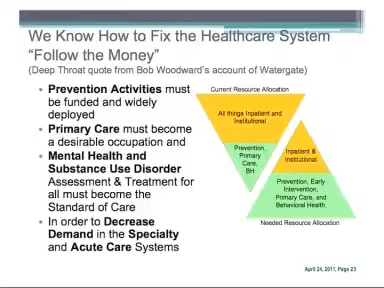 We Know How to Fix the Healthcare System
“Follow the Money”
(Deep Throat quote from Bob Woodward’s account of Watergate)
• Prevention Activities must
be funded and widely
deployed
• Primary Care must become
a desirable occupation and
• Mental Health and
Substance Use Disorder
Assessment & Treatment for
all must become the
Standard of Care
• In order to Decrease
Demand in the Specialty
and Acute Care Systems
Current Resource Allocation
All things Inpatient and
Institutional
Prevention,
Primary
Care,
BH
Inpatient &
Institutional
Prevention, Early
Intervention,
Primary Care, and
Behavioral Health
Needed Resource Allocation
April 24, 2011, Page 23